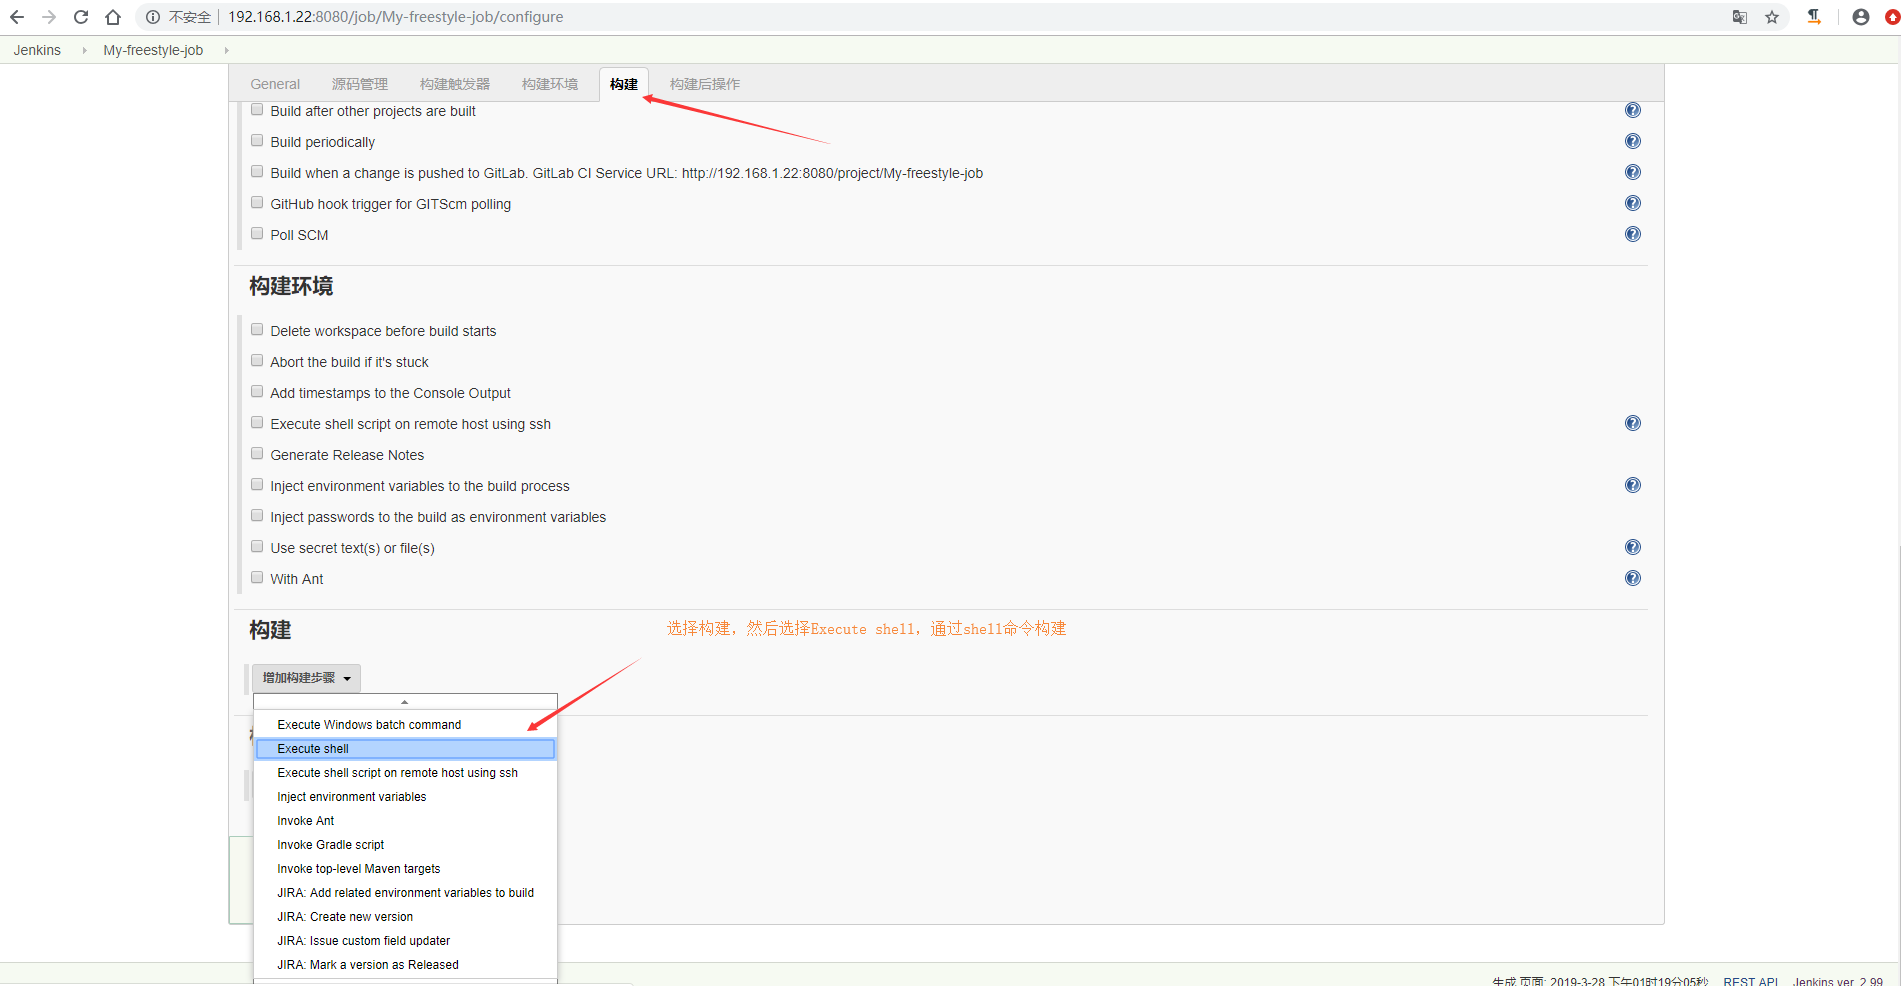 不安全 192.168.1.22:8080/job/My-freestyle-job/configure
Jenkins My-freestyle-job
General 源码管理 构建触发器 构建环境 构建 构建后操作
Build after other projects are built
Build periodically
Build when a change is pushed to GitLab. GitLab CI Service URL: http://192.168.1.22:8080/project/My-freestyle-job
GitHub hook trigger for GITScm polling
Poll SCM
构建环境
Delete workspace before build starts
Abort the build if it's stuck
Add timestamps to the Console Output
Execute shell script on remote host using ssh
Generate Release Notes
Inject environment variables to the build process
Inject passwords to the build as environment variables
Use secret text(s) or file(s)
With Ant
构建
选择构建，然后选择Execute shell，通过shell命令构建
增加构建步骤
Execute Windows batch command
Execute shell
Execute shell script on remote host using ssh
Inject environment variables
Invoke Ant
Invoke Gradle script
Invoke top-level Maven targets
JIRA: Add related environment variables to build
JIRA: Create new version
JIRA: Issue custom field updater
JIRA: Mark a version as Released
生成 页面: 2019-3-28 下午01时19分05秒 REST API Jenkins ver. 2.99